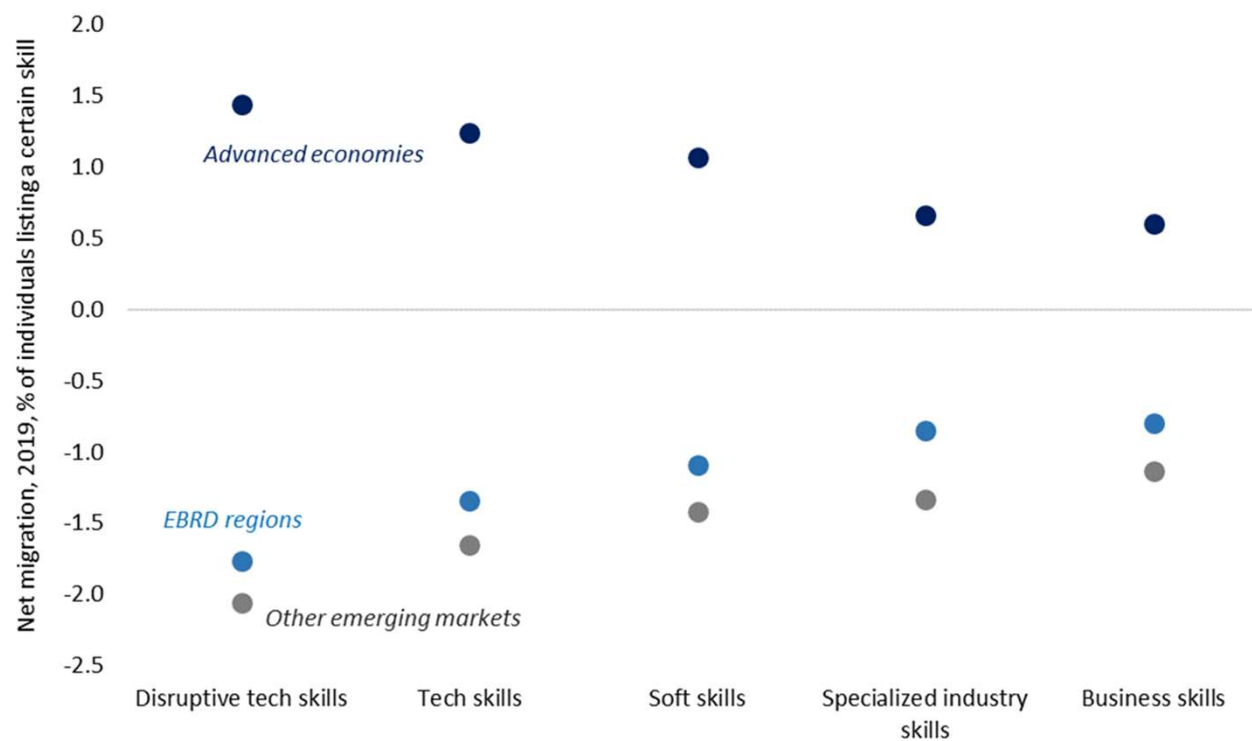 Net migration, 2019, % of individuals listing a certain skill
2.0
1.5
1.0
0.5
0.0
-0.5
-1.0
-1.5
-2.0
-2.5
Advanced economies
EBRD regions
Other emerging markets
Disruptive tech skills
Tech skills
Soft skills
Specialized industry
skills
Business skills